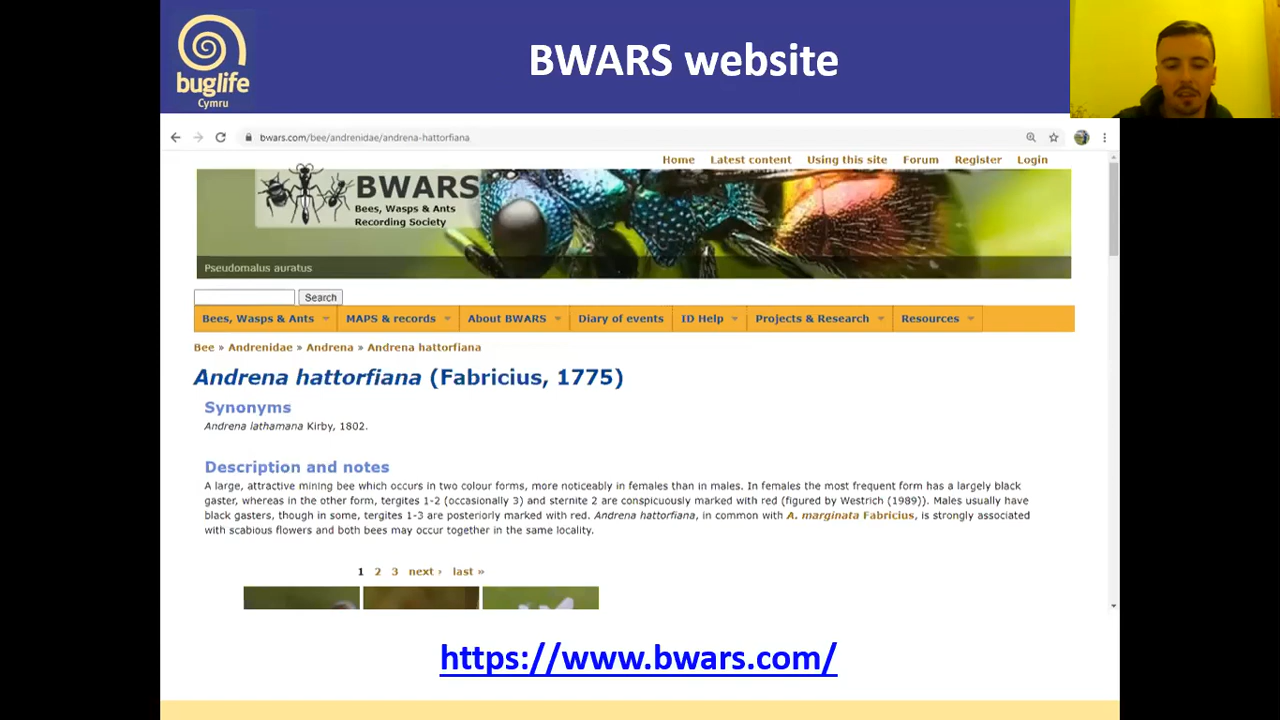 buglife
Cymru
BWARS website
bwars.com/bee/andrenidae/andrena-hattorfiana
Home Latest content Using this site Forum Register Login
BWARS
Bees, Wasps & Ants
Recording Society
Pseudomalus auratus
Search
Bees, Wasps & Ants MAPS & records About BWARS Diary of events ID Help Projects & Research Resources
Bee » Andrenidae » Andrena » Andrena hattorfiana
Andrena hattorfiana (Fabricius, 1775)
Synonyms
Andrena lathamana Kirby, 1802.
Description and notes
A large, attractive mining bee which occurs in two colour forms, more noticeably in females than in males. In females the most frequent form has a largely black
gaster, whereas in the other form, tergites 1-2 (occasionally 3) and sternite 2 are conspicuously marked with red (figured by Westrich (1989)). Males usually have
black gasters, though in some, tergites 1-3 are posteriorly marked with red. Andrena hattorfiana, in common with A. marginata Fabricius, is strongly associated
with scabious flowers and both bees may occur together in the same locality.
1 2 3 next › last »
https://www.bwars.com/